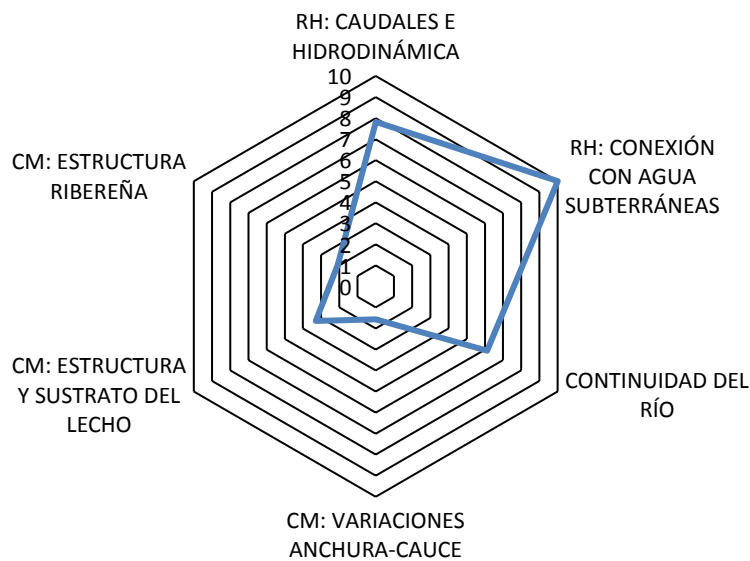 RH: CAUDALES E
HIDRODINÁMICA
10
9
8
7
6
5
4
3
2
1
0
RH: CONEXIÓN
CON AGUA
SUBTERRÁNEAS
CONTINUIDAD DEL
RÍO
CM: VARIACIONES
ANCHURA-CAUCE
CM: ESTRUCTURA
Y SUSTRATO DEL
LECHO
CM: ESTRUCTURA
RIBEREÑA